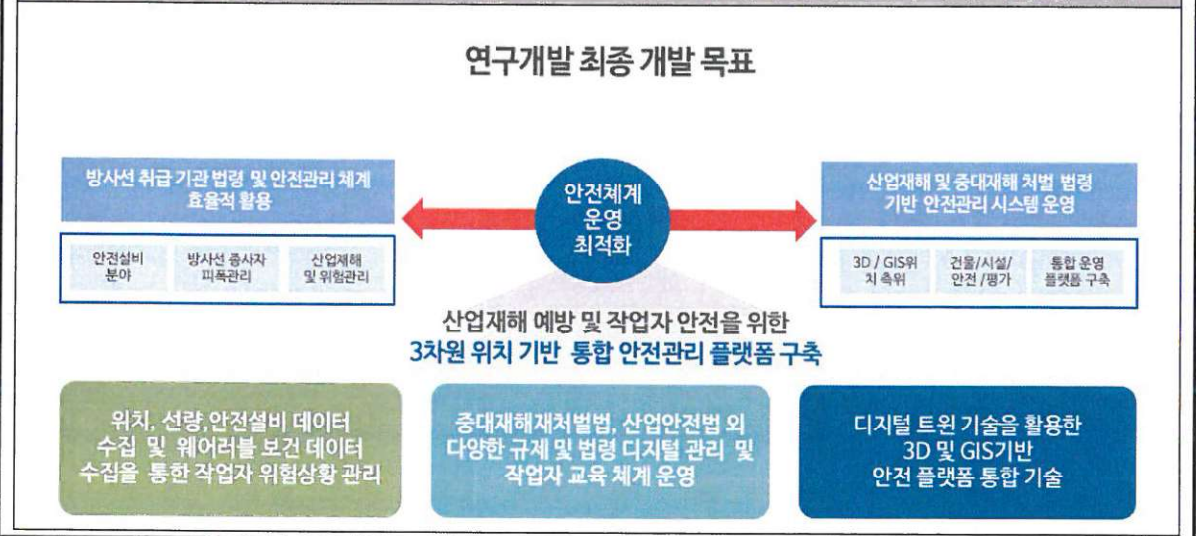 연구개발 최종 개발 목표
방사선 취급 기관 법령 및 안전관리 체계
효율적 활용
안전설비
분야
방사선 종사자
피폭관리
산업재해
및 위험관리
안전체계
운영
최적화
산업재해 및 중대재해 처벌 법령
기반 안전관리 시스템 운영
3D / GIS위
치 측위
건물/시설/
안전 /평가
통합 운영
플랫폼 구축
산업재해 예방 및 작업자 안전을 위한
3차원 위치 기반 통합 안전관리 플랫폼 구축
위치, 선량,안전설비 데이터
수집 및 웨어러블 보건 데이터
수집을 통한 작업자 위험상황 관리
중대재해재처벌법, 산업안전법 외
다양한 규제 및 법령 디지털 관리 및
작업자 교육 체계 운영
디지털 트윈 기술을 활용한
3D 및 GIS기반
안전 플랫폼 통합 기술